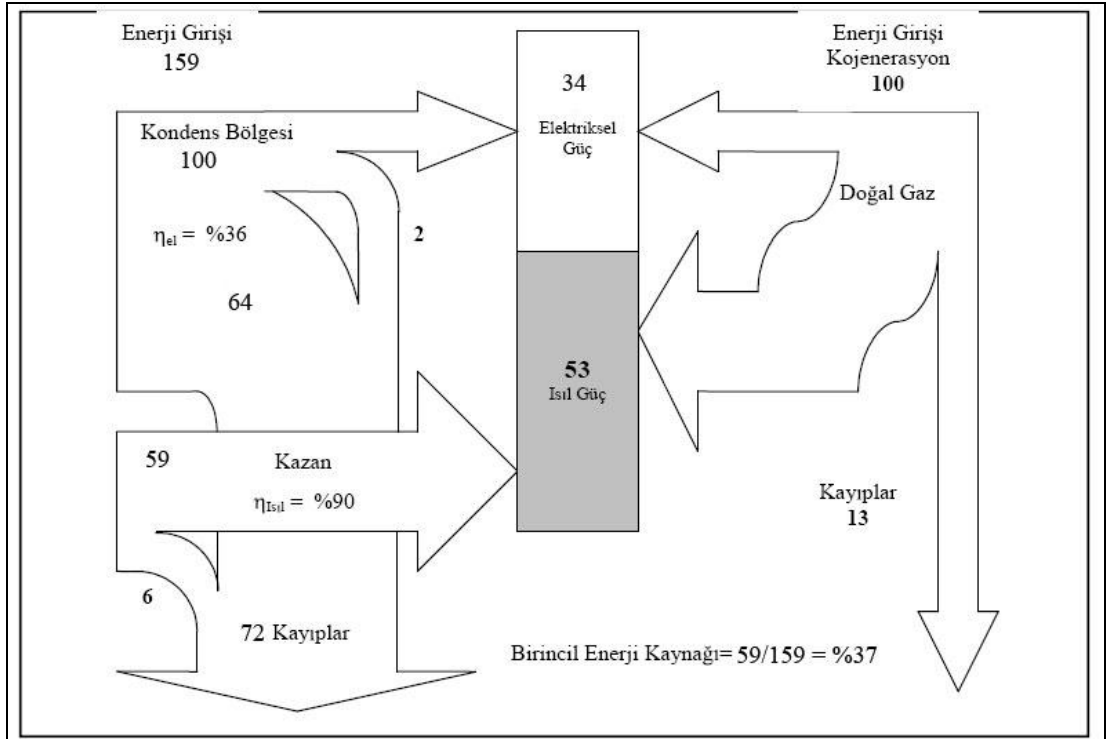 Enerji Girişi
159
Enerji Girişi
Kojenerasyon
100
34
Elektriksel
Güç
Kondens Bölgesi
100
Doğal Gaz
ηel = %36
2
64
53
Isıl Güç
59
Kazan
ηIsıl = %90
Kayıplar
13
6
72 Kayıplar
Birincil Enerji Kaynağı= 59/159 = %37